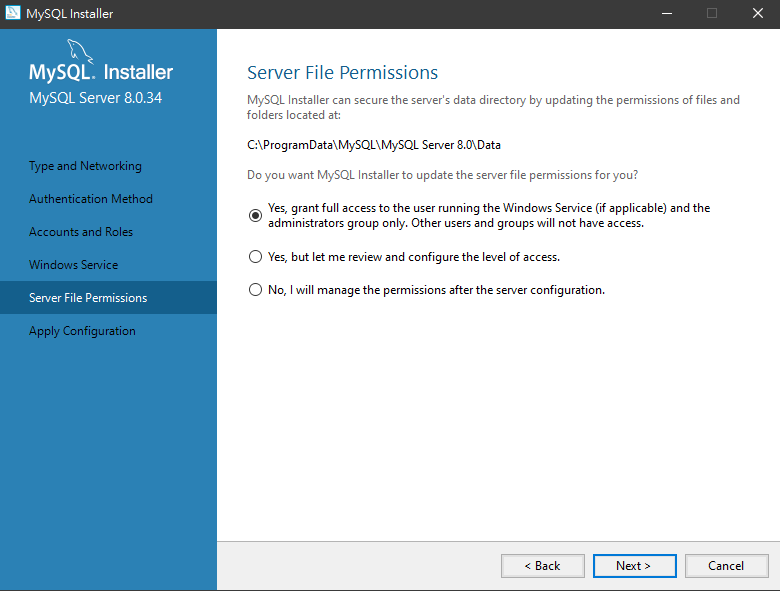 MySQL Installer
MySQL. Installer
MySQL Server 8.0.34
Type and Networking
Authentication Method
Accounts and Roles
Windows Service
Server File Permissions
Apply Configuration
Server File Permissions
MySQL Installer can secure the server's data directory by updating the permissions of files and
folders located at:
C:\ProgramData\MySQL\MySQL Server 8.0\Data
Do you want MySQL Installer to update the server file permissions for you?
Yes, grant full access to the user running the Windows Service (if applicable) and the
administrators group only. Other users and groups will not have access.
Yes, but let me review and configure the level of access.
No, I will manage the permissions after the server configuration.
< Back
Next >
Cancel